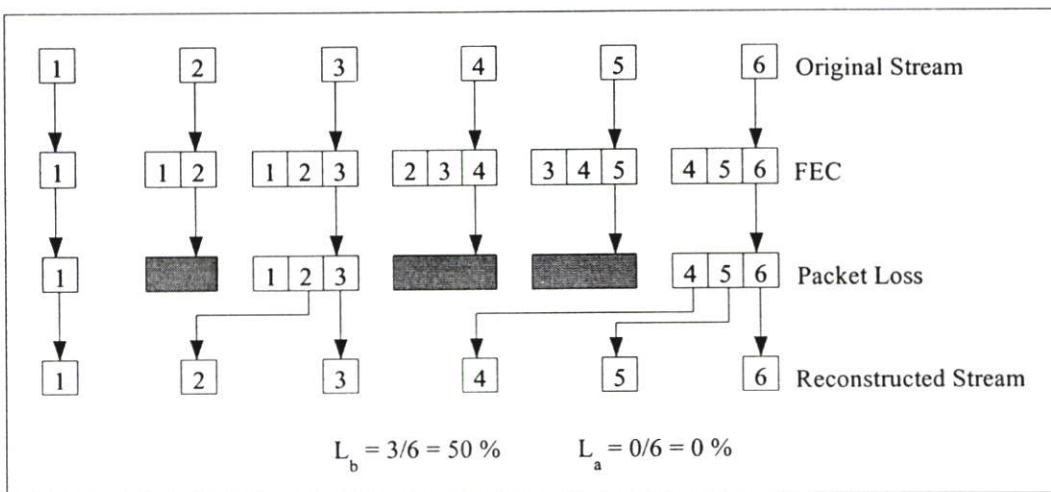 1 2 3 4 5 6 Original Stream
1 1 2 1 2 3 2 3 4 3 4 5 4 5 6 FEC
1 1 2 3 4 5 6 Packet Loss
1 2 3 4 5 6 Reconstructed Stream
L_b = 3/6 = 50 % L_a = 0/6 = 0 %